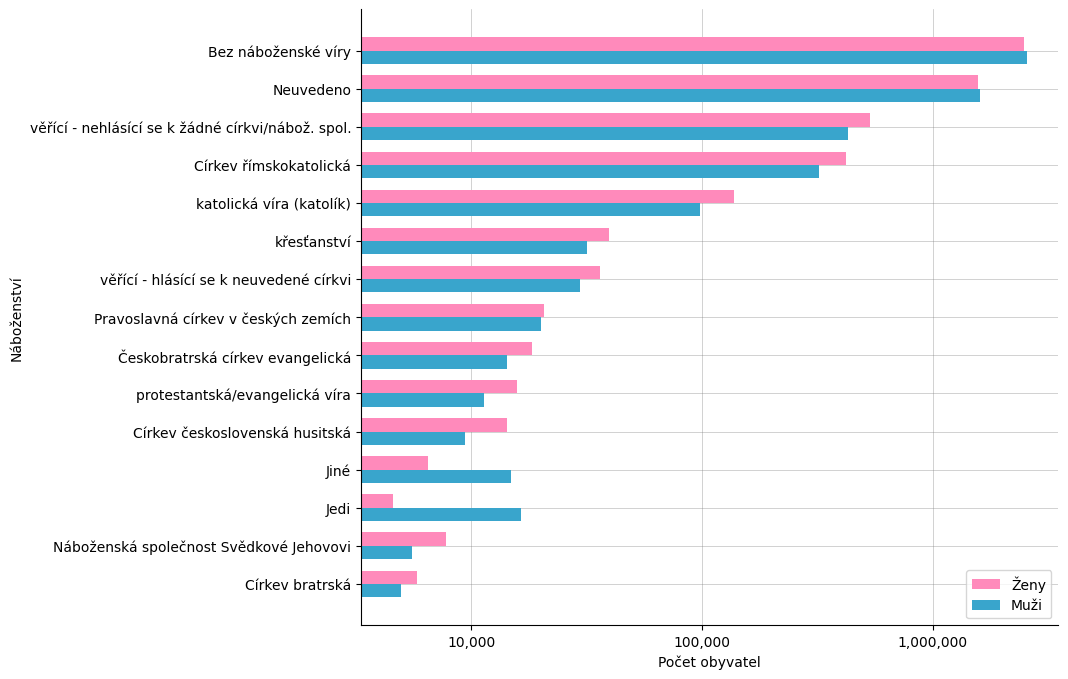 Bez náboženské víry
Neuvedeno
věřící - nehlásící se k žádné církvi/nábož. spol.
Církev římskokatolická
katolická víra (katolík)
křesťanství
věřící - hlásící se k neuvedené církvi
Pravoslavná církev v českých zemích
Českobratrská církev evangelická
protestantská/evangelická víra
Církev československá husitská
Jiné
Jedi
Náboženská společnost Svědkové Jehovovi
Církev bratrská
Náboženství
Ženy
Muži
10,000
100,000
1,000,000
Počet obyvatel